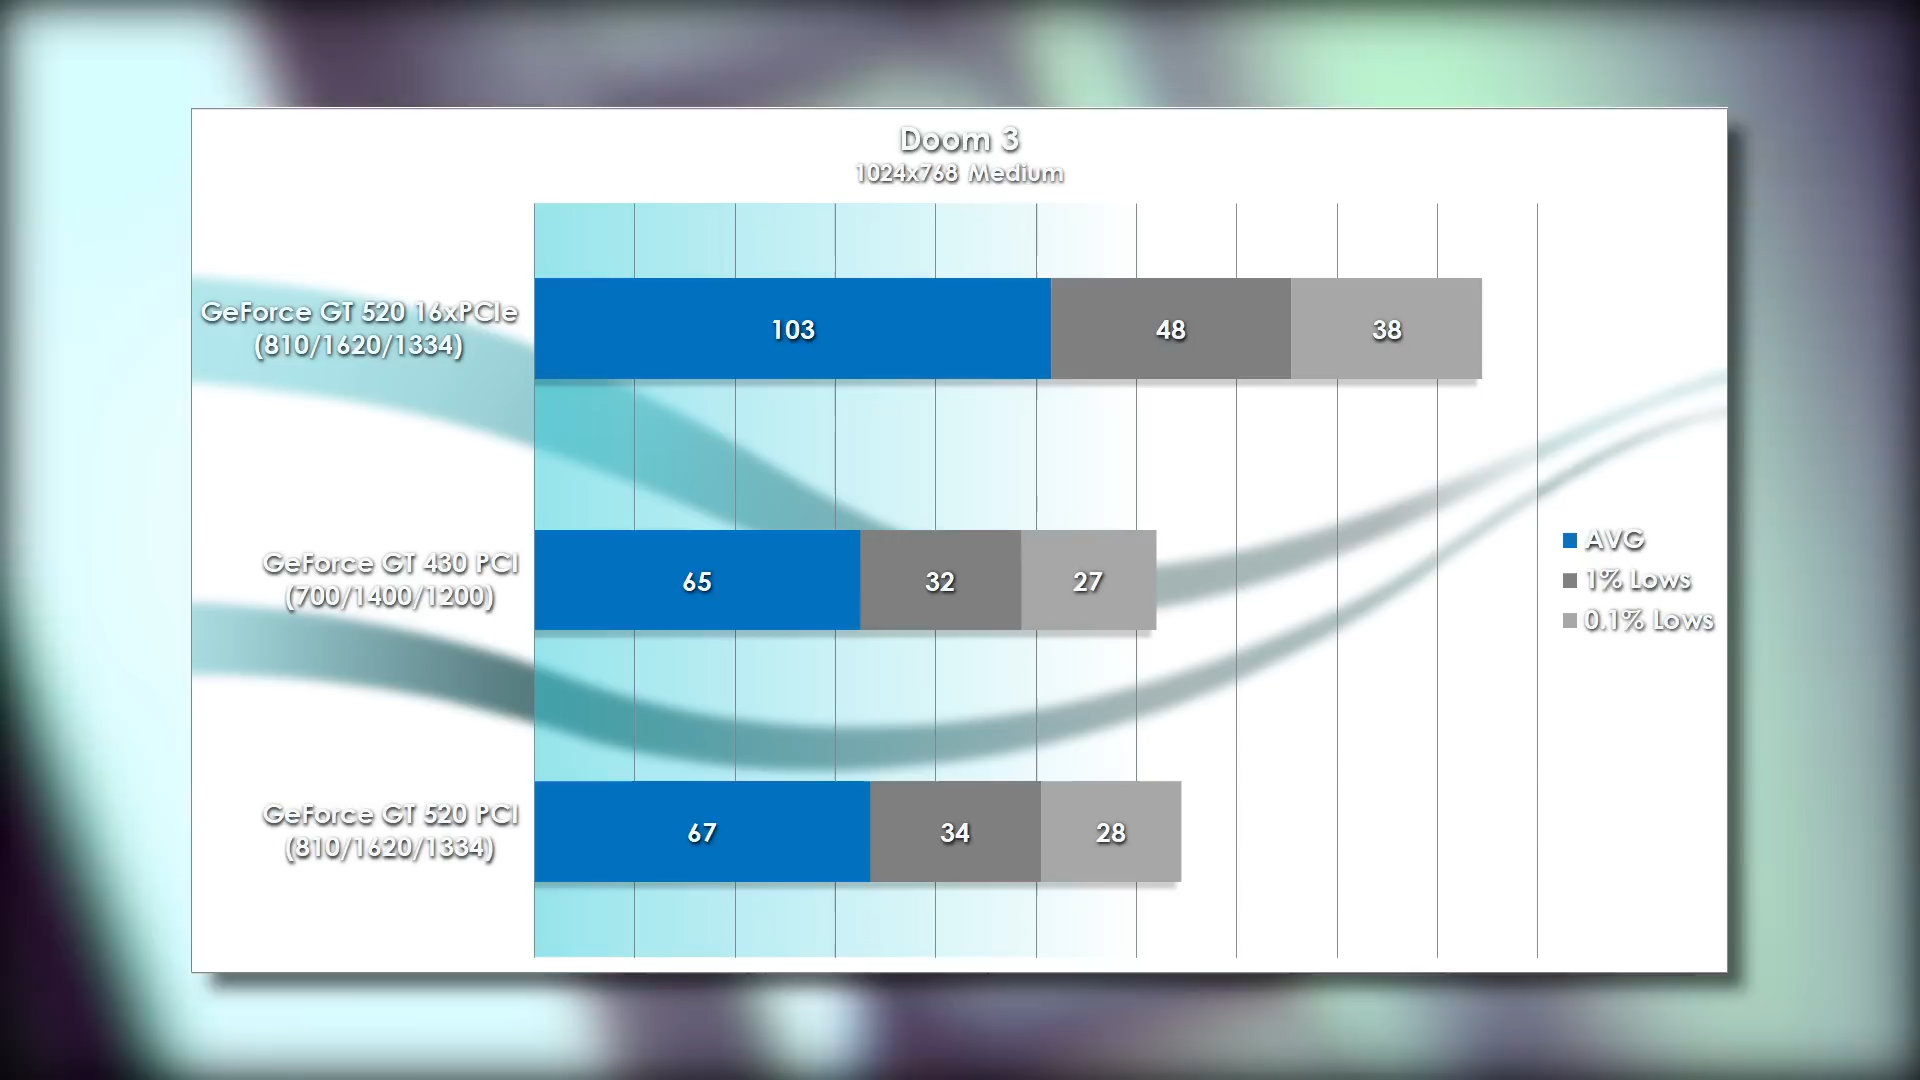 Doom 3
1024x768 Medium
GeForce GT 520 16xPCIe
(810/1620/1334)
103
48
38
GeForce GT 430 PCI
(700/1400/1200)
65
32
27
GeForce GT 520 PCI
(810/1620/1334)
67
34
28
AVG
1% Lows
0.1% Lows